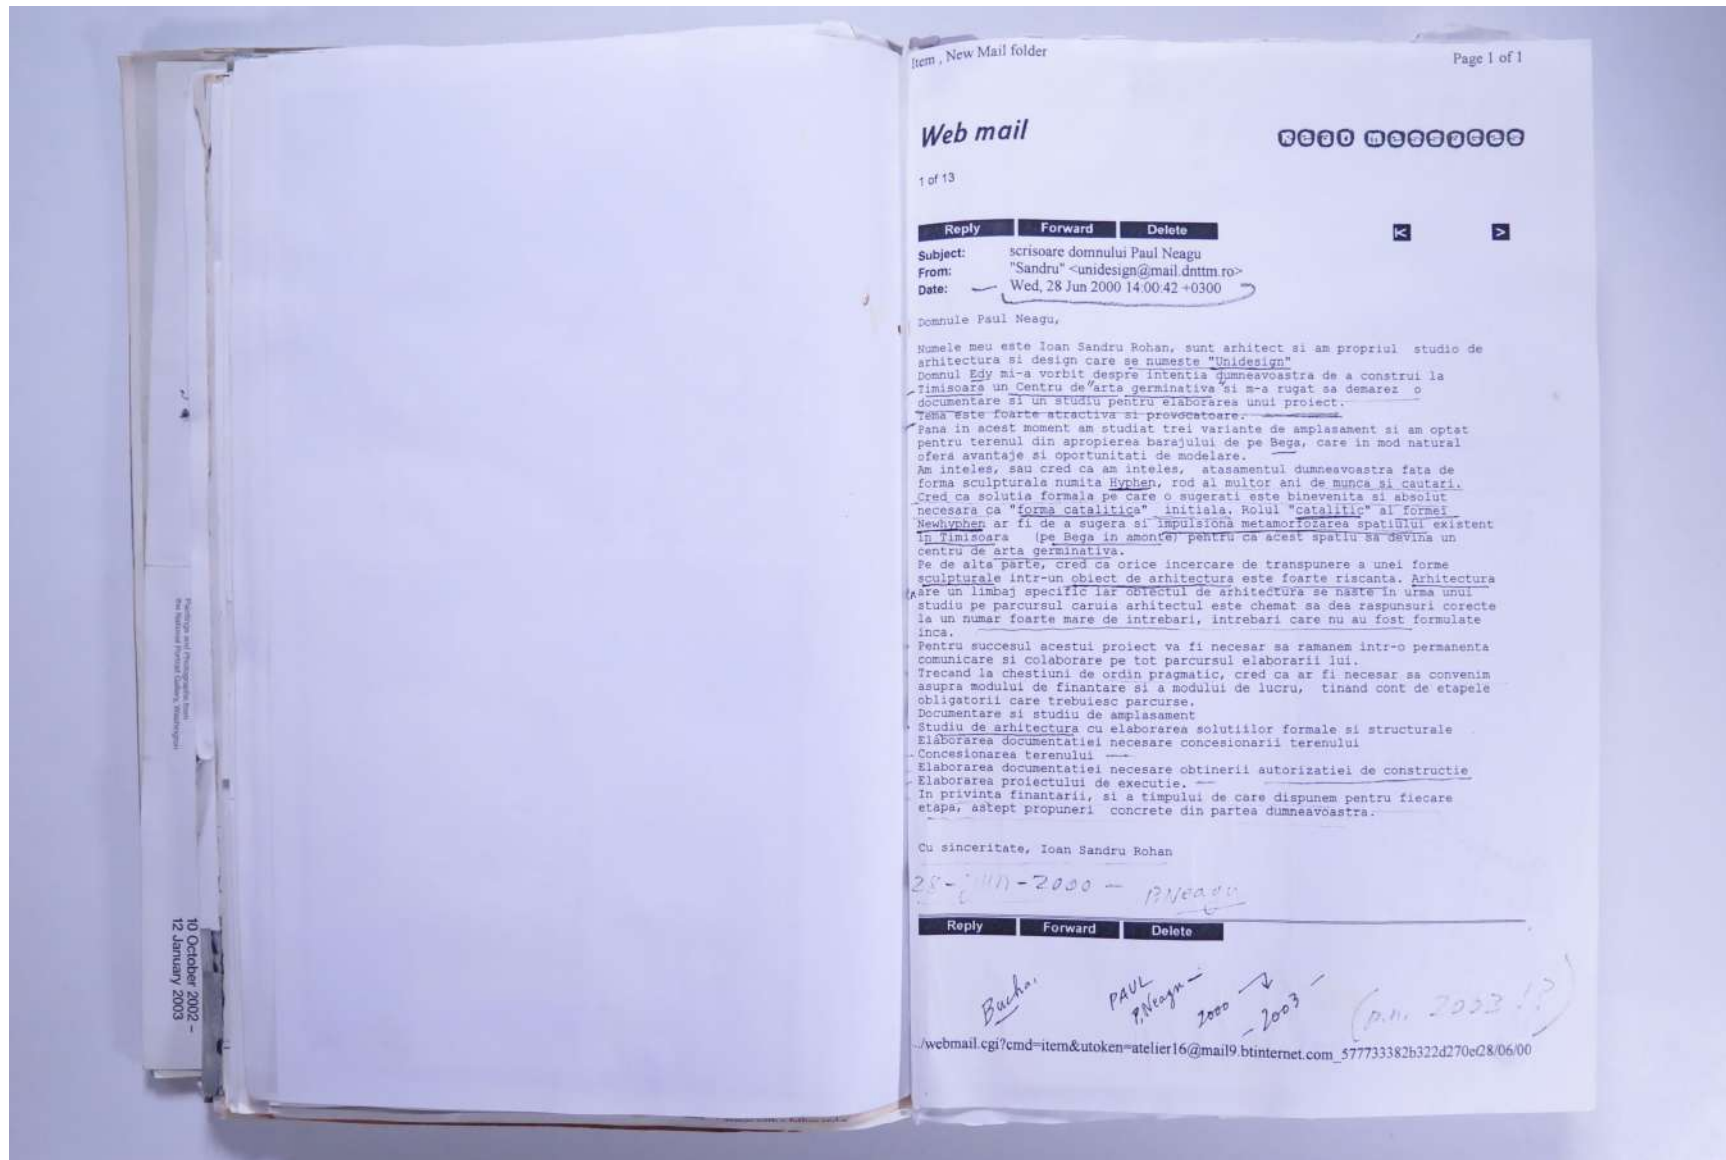 Paintings and Photographs from
the National Portrait Gallery, Washington
10 October 2002 –
12 January 2003
Item , New Mail folder
Page 1 of 1
Web mail
1 of 13
Reply Forward Delete
Subject: scrisoare domnului Paul Neagu
From: "Sandru" <unidesign@mail.dnttm.ro>
Date: Wed, 28 Jun 2000 14:00:42 +0300
Domnule Paul Neagu,
Numele meu este Ioan Sandru Rohan, sunt arhitect si am propriul studio de
arhitectura si design care se numeste "Unidesign"
Domnul Edy mi-a vorbit despre intentia dumneavoastra de a construi la
Timisoara un Centru de "arta germinativa" si m-a rugat sa demarez o
documentare si un studiu pentru elaborarea unui proiect.
Tema este foarte atractiva si provocatoare.
Pana in acest moment am studiat trei variante de amplasament si am optat
pentru terenul din apropierea barajului de pe Bega, care in mod natural
ofera avantaje si oportunitati de modelare.
Am inteles, sau cred ca am inteles, atasamentul dumneavoastra fata de
forma sculpturala numita Hyphen, rod al multor ani de munca si cautari.
Cred ca solutia formala pe care o sugerati este binevenita si absolut
necesara ca "forma catalitica" initiala. Rolul "catalitic" al formei
Newhyphen ar fi de a sugera si impulsiona metamorfozarea spatiului existent
in Timisoara (pe Bega in amonte) pentru ca acest spatiu sa devina un
centru de arta germinativa.
Pe de alta parte, cred ca orice incercare de transpunere a unei forme
sculpturale intr-un obiect de arhitectura este foarte riscanta. Arhitectura
are un limbaj specific iar obiectul de arhitectura se naste in urma unui
studiu pe parcursul caruia arhitectul este chemat sa dea raspunsuri corecte
la un numar foarte mare de intrebari, intrebari care nu au fost formulate
inca.
Pentru succesul acestui proiect va fi necesar sa ramanem intr-o permanenta
comunicare si colaborare pe tot parcursul elaborarii lui.
Trecand la chestiuni de ordin pragmatic, cred ca ar fi necesar sa convenim
asupra modului de finantare si a modului de lucru, tinand cont de etapele
obligatorii care trebuiesc parcurse.
Documentare si studiu de amplasament
Studiu de arhitectura cu elaborarea solutiilor formale si structurale
Elaborarea documentatiei necesare concesionarii terenului
Concesionarea terenului
Elaborarea documentatiei necesare obtinerii autorizatiei de constructie
Elaborarea proiectului de executie.
In privinta finantarii, si a timpului de care dispunem pentru fiecare
etapa, astept propuneri concrete din partea dumneavoastra.
Cu sinceritate, Ioan Sandru Rohan
28-jun-2000 — P.Neagu
Reply Forward Delete
Bucha.
PAUL
P.Neagu —
2000
– 2003
(p.n. 2003 !?)
../webmail.cgi?cmd=item&utoken=atelier16@mail9.btinternet.com_577733382b322d270e28/06/00